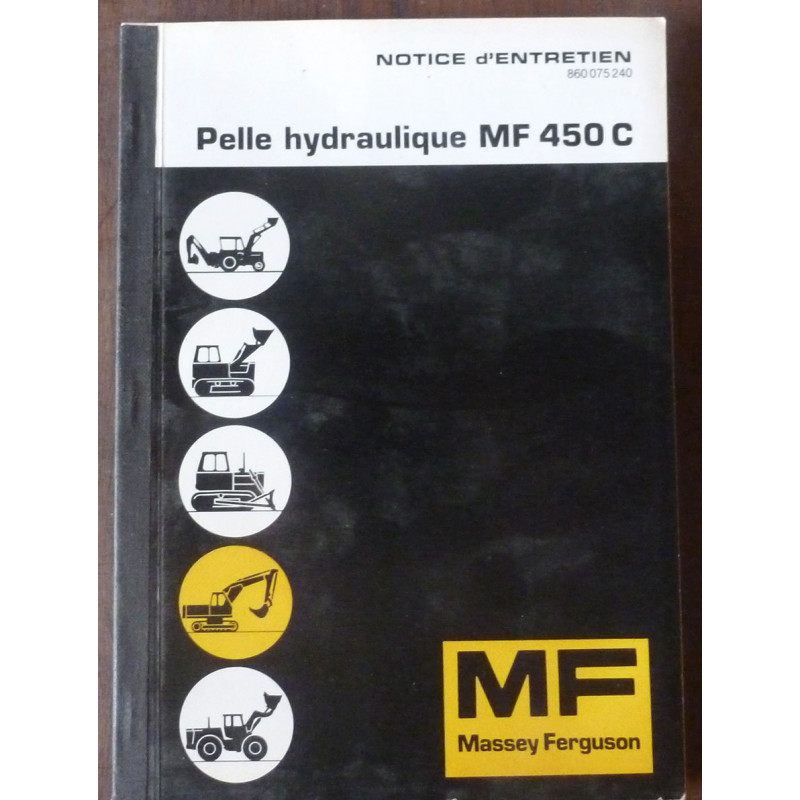 NOTICE d'ENTRETIEN
860 075 240
Pelle hydraulique MF 450 C
MF
Massey Ferguson